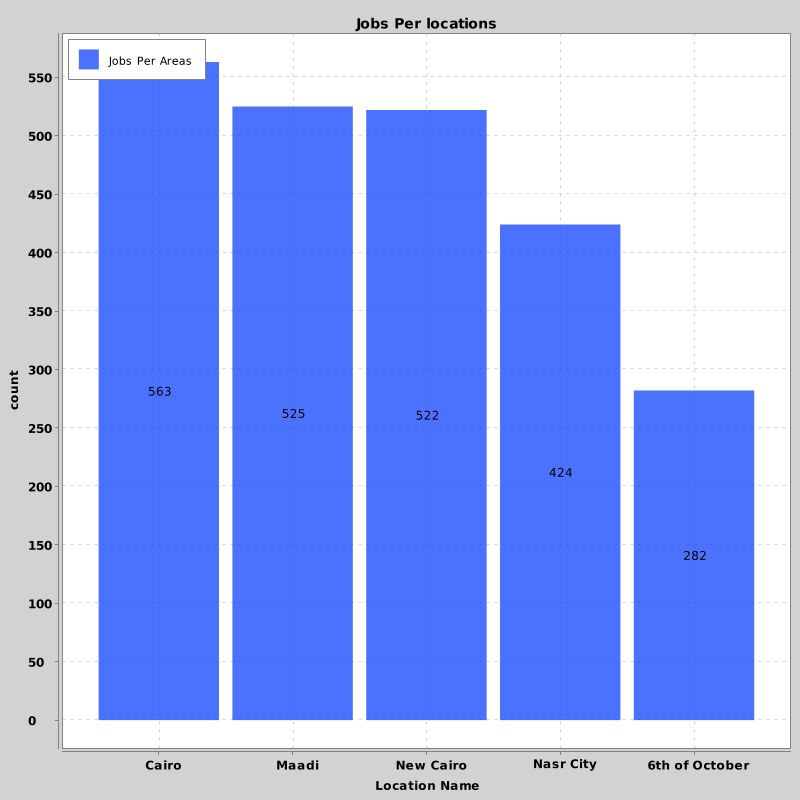 Jobs Per locations
Jobs Per Areas
550
500
450
400
350
300
250
200
150
100
50
0
count
563
525
522
424
282
Cairo
Maadi
New Cairo
Nasr City
6th of October
Location Name